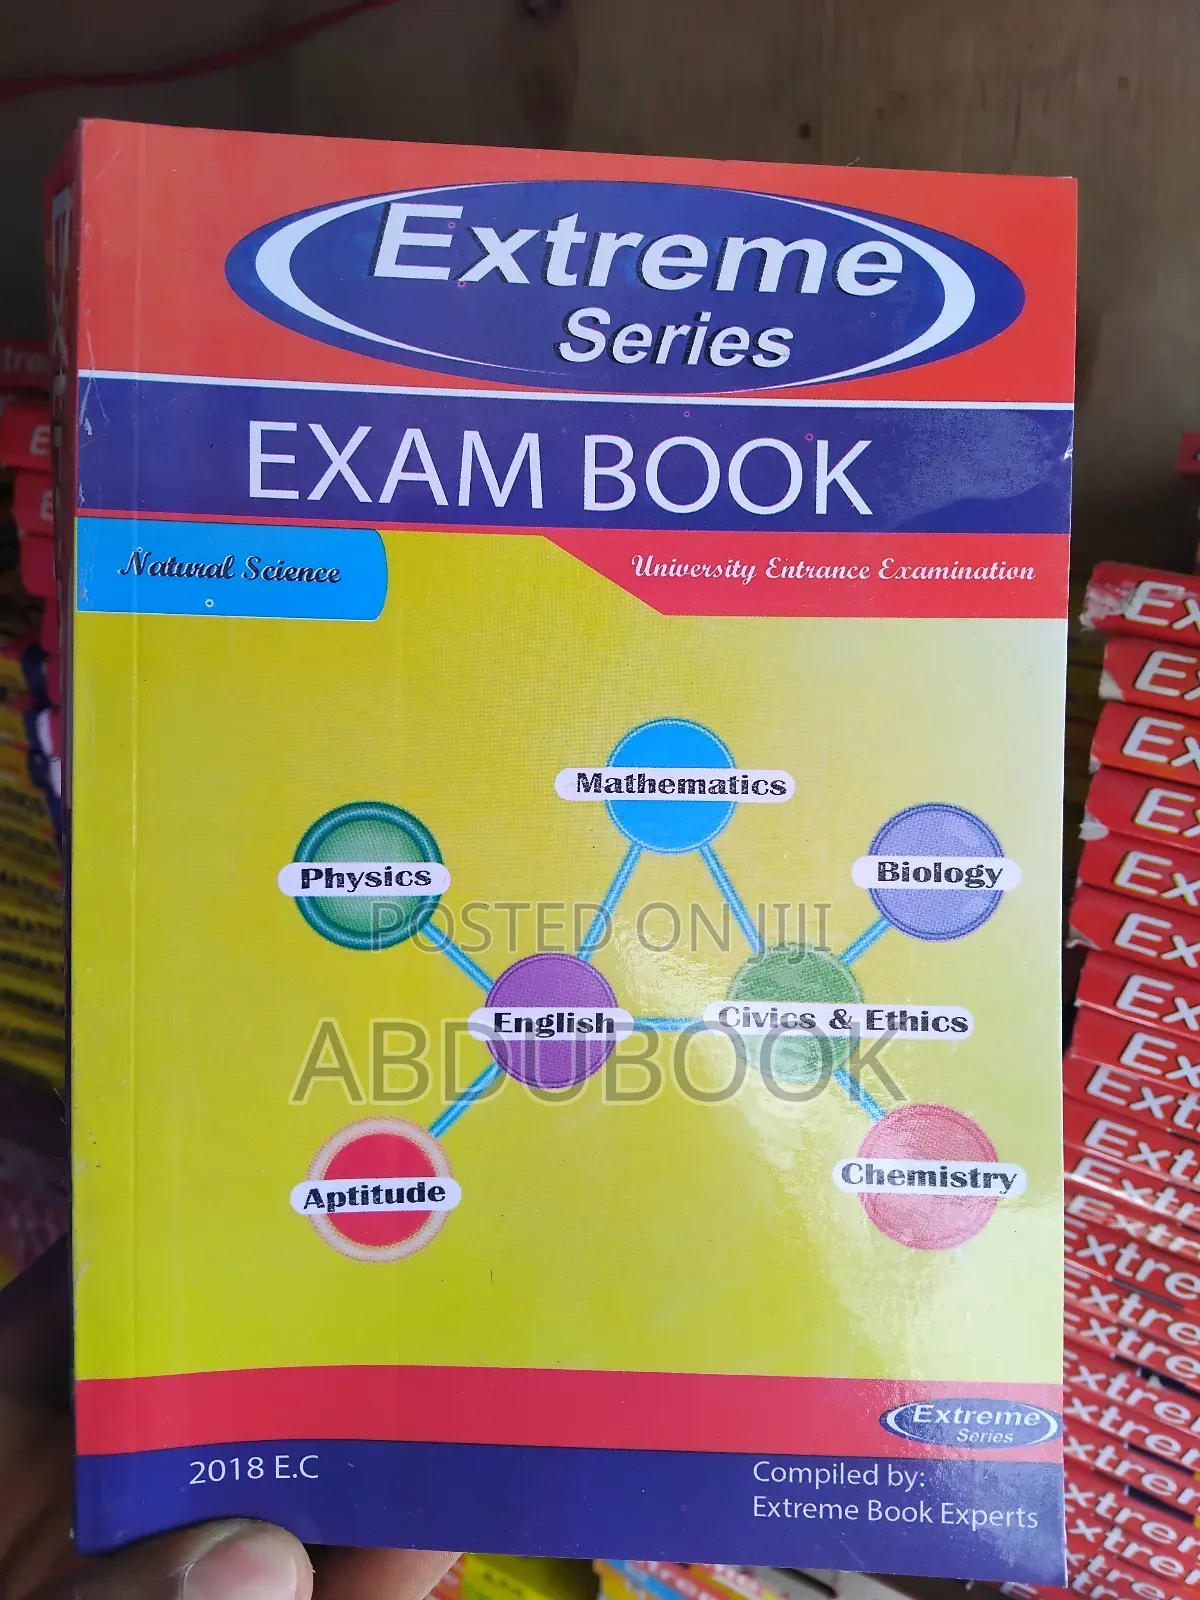 Extreme
Series
EXAM BOOK
Natural Science
University Entrance Examination
Mathematics
Physics
Biology
POSTED ON JIJI
English
Civics & Ethics
ABDUBOOK
Aptitude
Chemistry
Extreme
Series
2018 E.C
Compiled by:
Extreme Book Experts